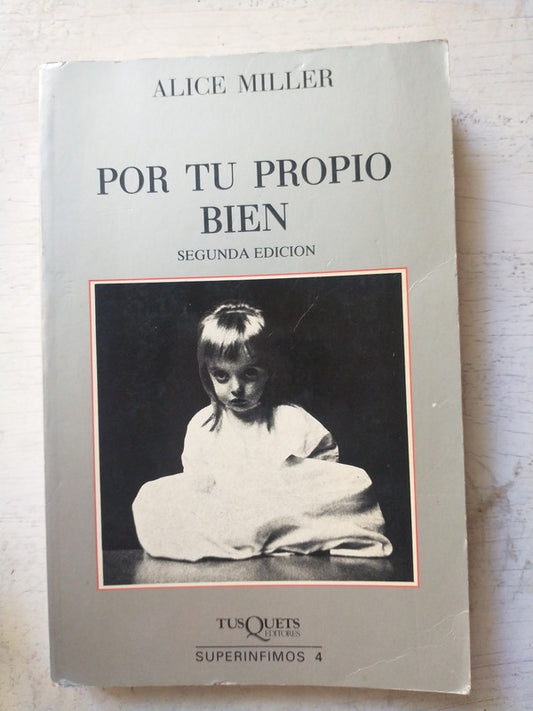 ALICE MILLER
POR TU PROPIO
BIEN
SEGUNDA EDICION
TUSQUETS
EDITORES
SUPERINFIMOS 4